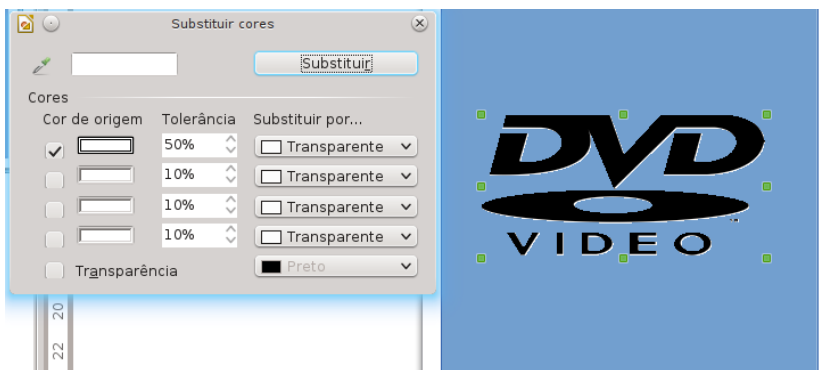 Substituir cores
Substituir
Cores
Cor de origem Tolerância Substituir por...
50% Transparente
10% Transparente
10% Transparente
10% Transparente
Transparência Preto
20
22
DVD
VIDEO